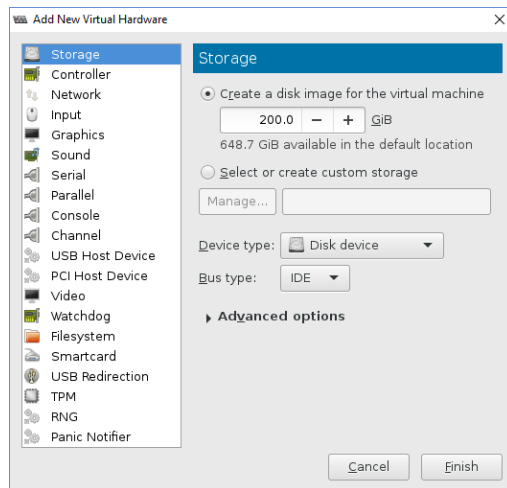 Add New Virtual Hardware
Storage
Controller
Network
Input
Graphics
Sound
Serial
Parallel
Console
Channel
USB Host Device
PCI Host Device
Video
Watchdog
Filesystem
Smartcard
USB Redirection
TPM
RNG
Panic Notifier
Storage
Create a disk image for the virtual machine
200.0 − + GiB
648.7 GiB available in the default location
Select or create custom storage
Manage...
Device type: Disk device
Bus type: IDE
Advanced options
Cancel Finish